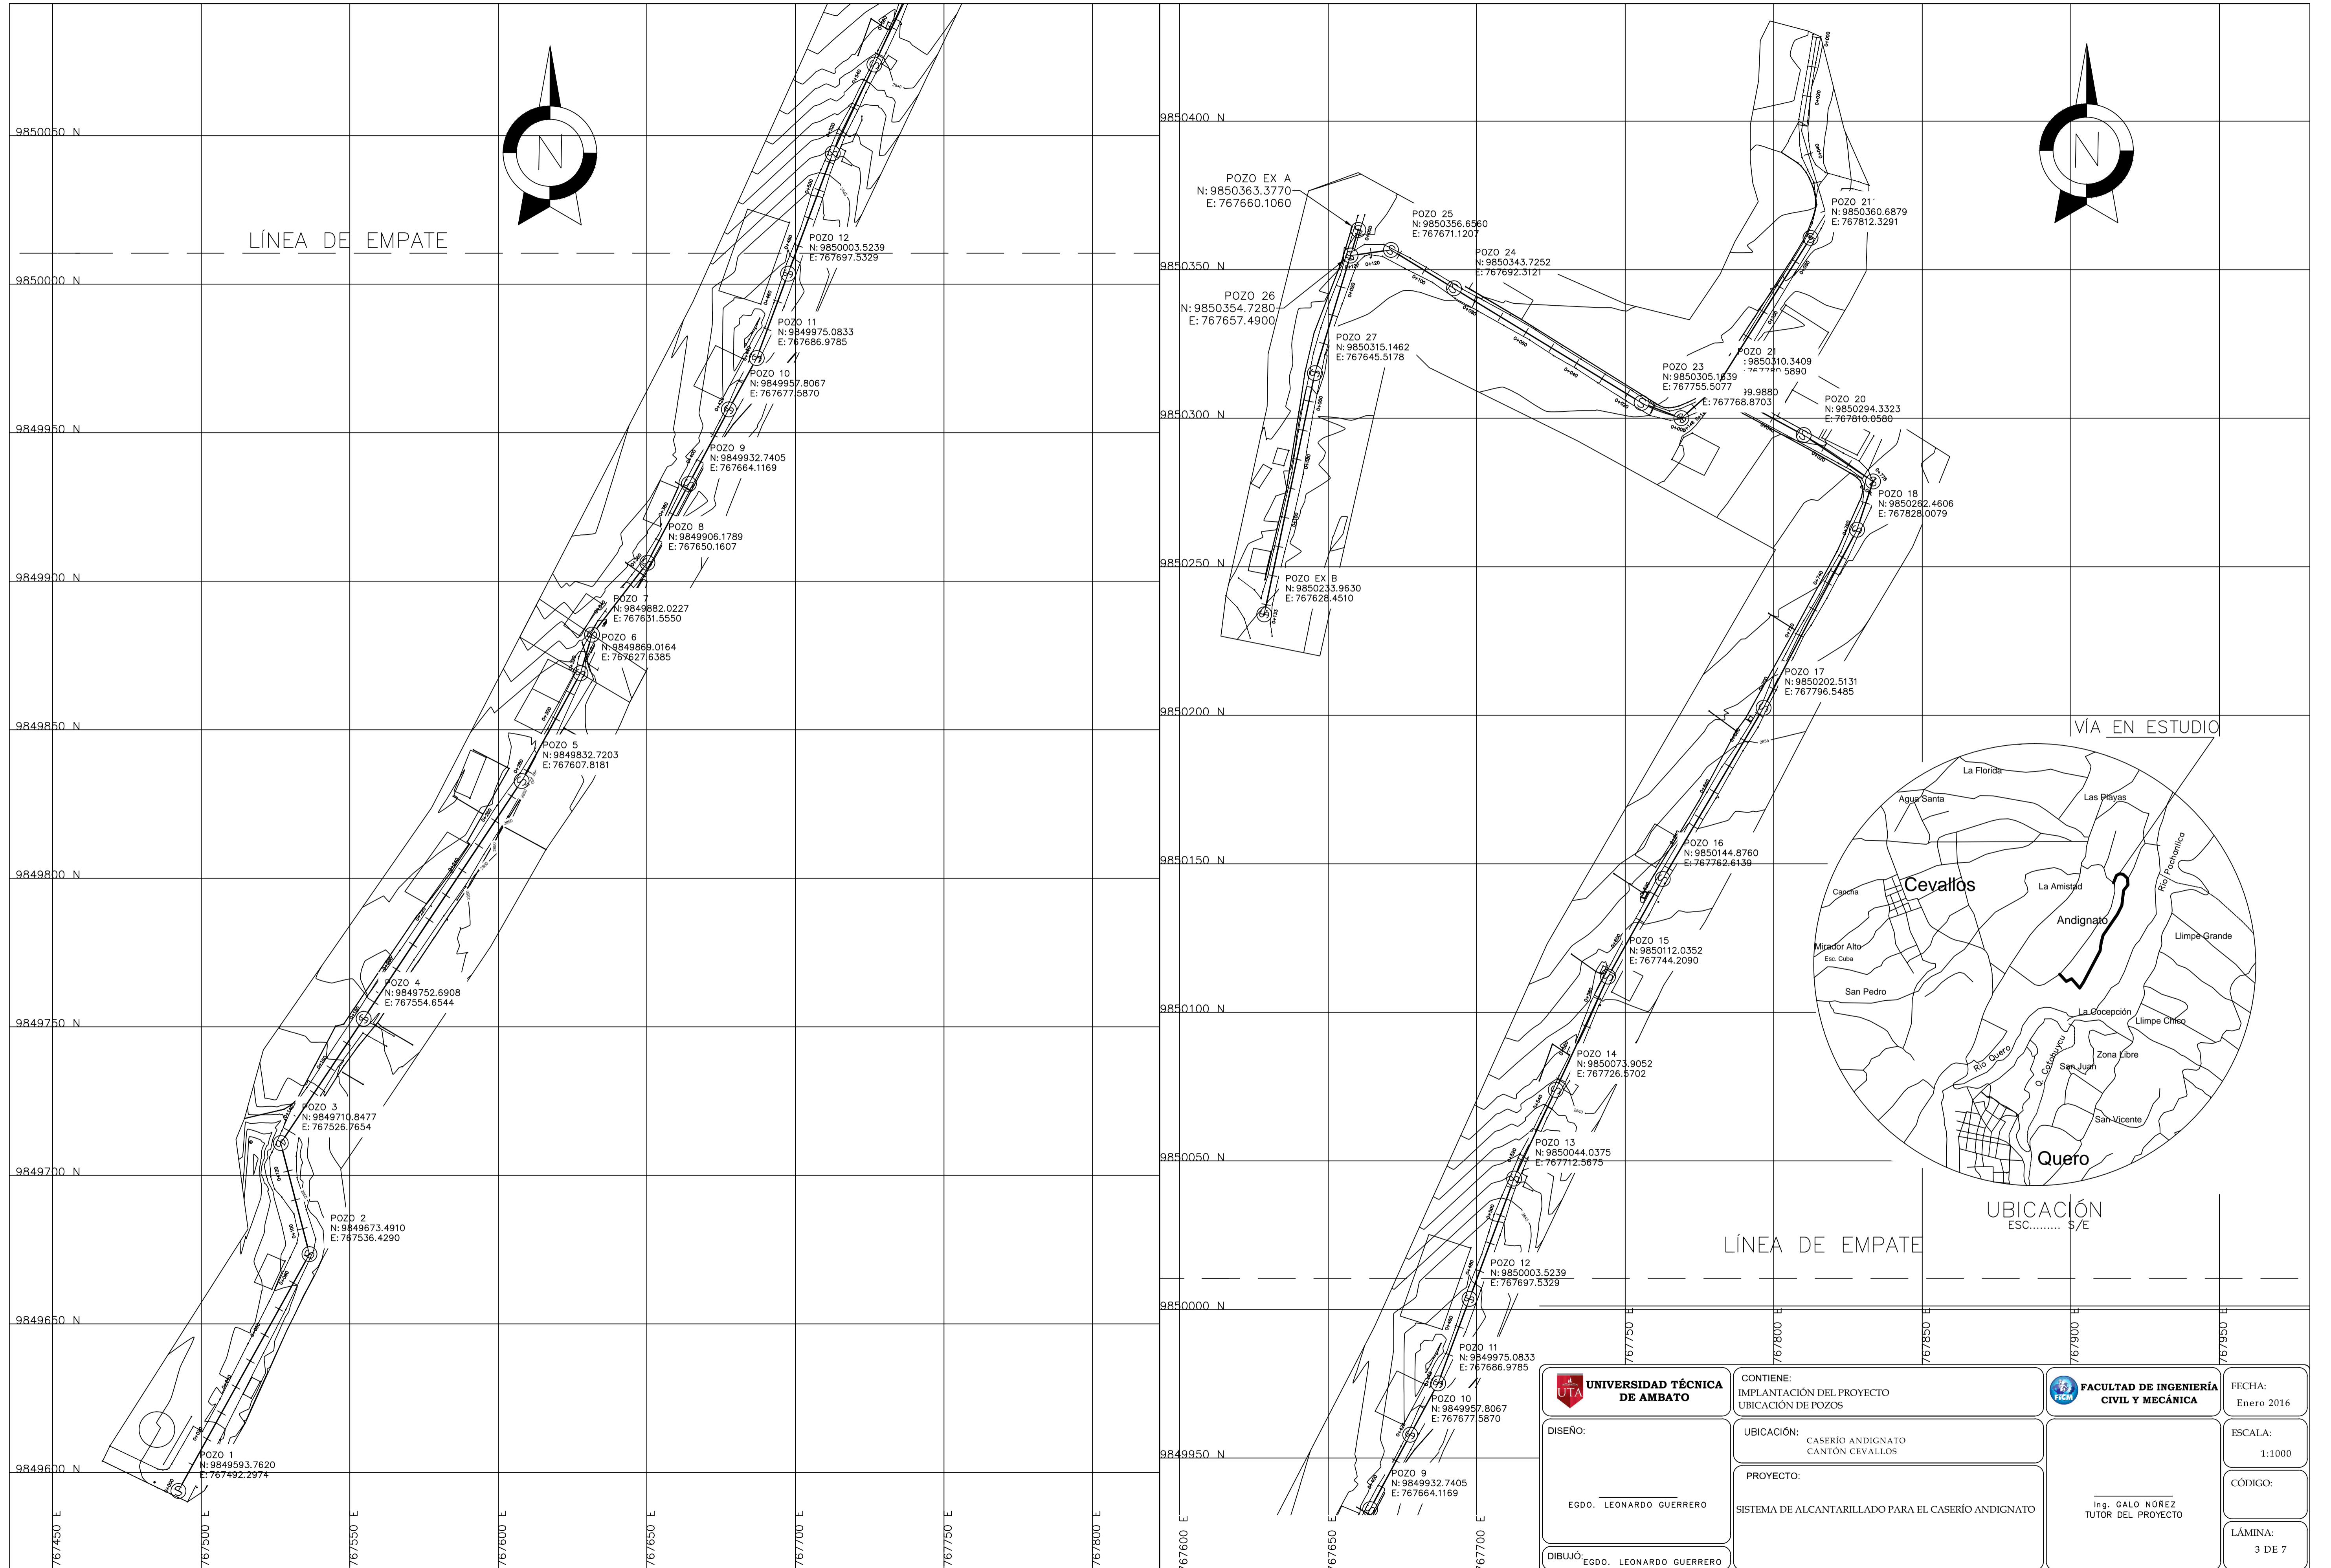 9850050 N
9850000 N
9849950 N
9849900 N
9849850 N
9849800 N
9849750 N
9849700 N
9849650 N
9849600 N
767450 E
767500 E
767550 E
767600 E
767650 E
767700 E
767750 E
767800 E
N
LÍNEA DE EMPATE
POZO 12
N: 9850003.5239
E: 767697.5329
POZO 11
N: 9849975.0833
E: 767686.9785
POZO 10
N: 9849957.8067
E: 767677.5870
POZO 9
N: 9849932.7405
E: 767664.1169
POZO 8
N: 9849906.1789
E: 767650.1607
POZO 7
N: 9849882.0227
E: 767631.5550
POZO 6
N: 9849869.0164
E: 767627.6385
POZO 5
N: 9849832.7203
E: 767607.8181
POZO 4
N: 9849752.6908
E: 767554.6544
POZO 3
N: 9849710.8477
E: 767526.7654
POZO 2
N: 9849673.4910
E: 767536.4290
POZO 1
N: 9849593.7620
E: 767492.2974
9850400 N
9850350 N
9850300 N
9850250 N
9850200 N
9850150 N
9850100 N
9850050 N
9850000 N
9849950 N
767600 E
767650 E
767700 E
767750 E
767800 E
767850 E
767900 E
767950 E
N
POZO EX A
N: 9850363.3770
E: 767660.1060
POZO 25
N: 9850356.6560
E: 767671.1207
POZO 24
N: 9850343.7252
E: 767692.3121
POZO 26
N: 9850354.7280
E: 767657.4900
POZO 27
N: 9850315.1462
E: 767645.5178
POZO EX B
N: 9850233.9630
E: 767628.4510
POZO 21'
N: 9850360.6879
E: 767812.3291
POZO 21
: 9850310.3409
: 767780.5890
POZO 23
N: 9850305.1639
E: 767755.5077
99.9880
E: 767768.8703
POZO 20
N: 9850294.3323
E: 767810.0580
POZO 18
N: 9850262.4606
E: 767828.0079
POZO 17
N: 9850202.5131
E: 767796.5485
POZO 16
N: 9850144.8760
E: 767762.6139
POZO 15
N: 9850112.0352
E: 767744.2090
POZO 14
N: 9850073.9052
E: 767726.5702
POZO 13
N: 9850044.0375
E: 767712.5675
POZO 12
N: 9850003.5239
E: 767697.5329
POZO 11
N: 9849975.0833
E: 767686.9785
POZO 10
N: 9849957.8067
E: 767677.5870
POZO 9
N: 9849932.7405
E: 767664.1169
LÍNEA DE EMPATE
VÍA EN ESTUDIO
La Florida
Agua Santa
Las Playas
Río Pachanlica
Cevallos
Cancha
La Amistad
Andignato
Llimpe Grande
Mirador Alto
Esc. Cuba
San Pedro
La Cocepción
Llimpe Chico
Río Quero
Zona Libre
San Juan
San Vicente
Quero
UBICACIÓN
ESC......... S/E
UTA
UNIVERSIDAD TÉCNICA
DE AMBATO
CONTIENE:
IMPLANTACIÓN DEL PROYECTO
UBICACIÓN DE POZOS
FICM
FACULTAD DE INGENIERÍA
CIVIL Y MECÁNICA
FECHA:
Enero 2016
DISEÑO:
EGDO. LEONARDO GUERRERO
UBICACIÓN:
CASERÍO ANDIGNATO
CANTÓN CEVALLOS
ESCALA:
1:1000
PROYECTO:
SISTEMA DE ALCANTARILLADO PARA EL CASERÍO ANDIGNATO
Ing. GALO NÚÑEZ
TUTOR DEL PROYECTO
CÓDIGO:
LÁMINA:
3 DE 7
DIBUJÓ:
EGDO. LEONARDO GUERRERO